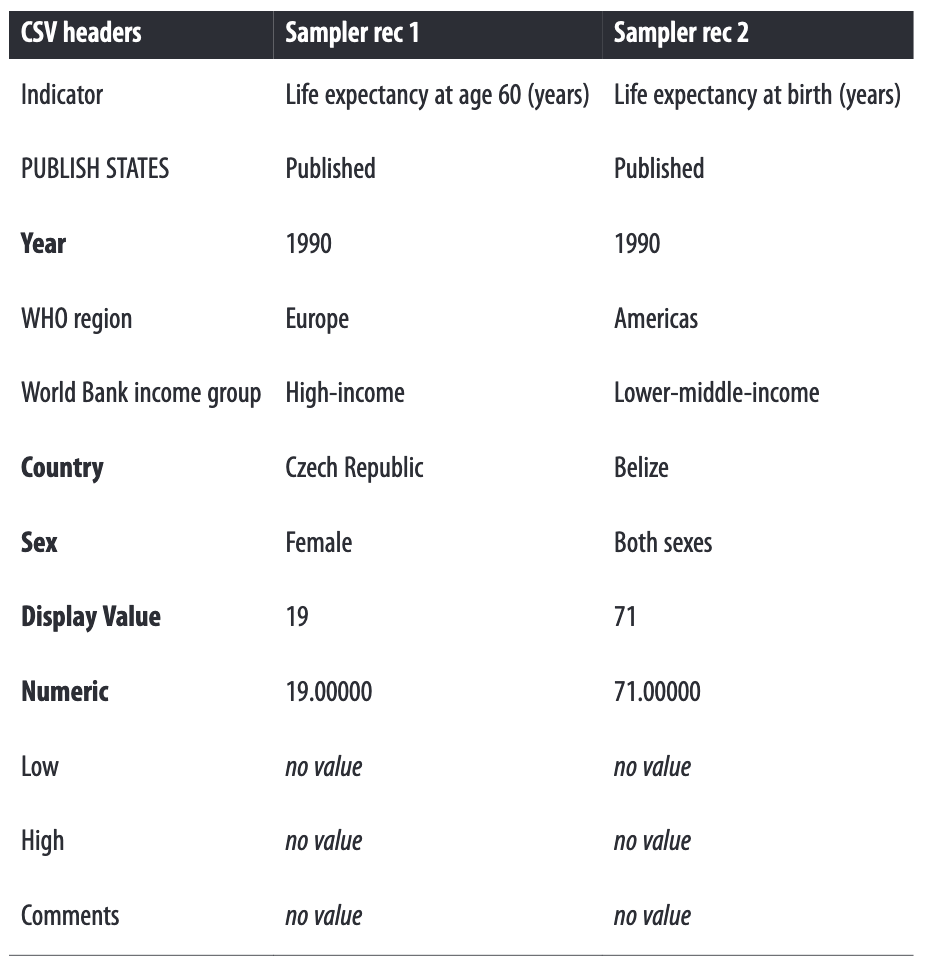 CSV headers Sampler rec 1 Sampler rec 2
Indicator Life expectancy at age 60 (years) Life expectancy at birth (years)
PUBLISH STATES Published Published
Year 1990 1990
WHO region Europe Americas
World Bank income group High-income Lower-middle-income
Country Czech Republic Belize
Sex Female Both sexes
Display Value 19 71
Numeric 19.00000 71.00000
Low no value no value
High no value no value
Comments no value no value